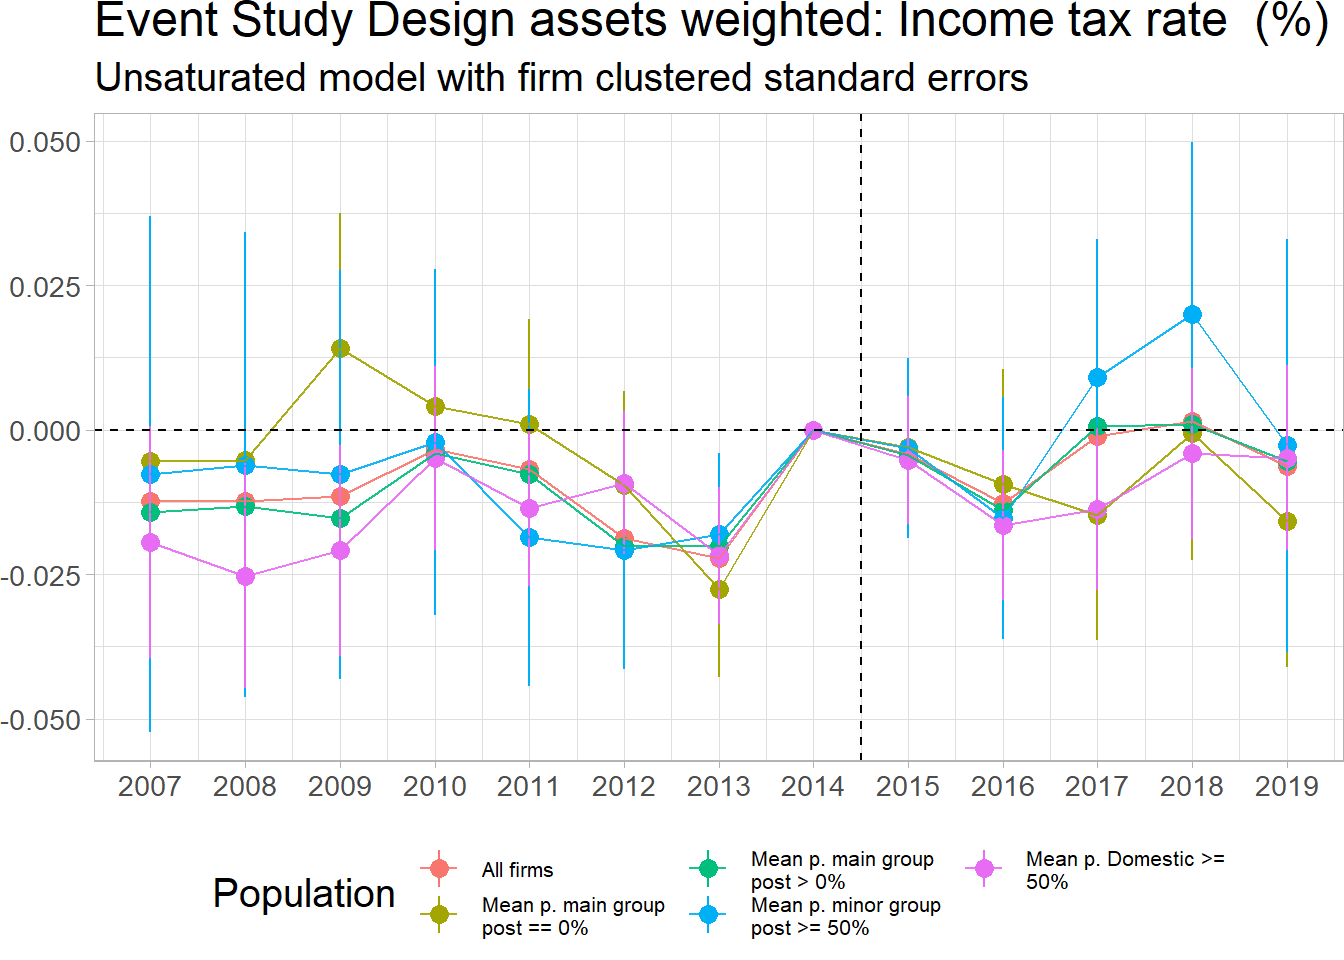 Event Study Design assets weighted: Income tax rate  (%)
Unsaturated model with firm clustered standard errors
0.050
0.025
0.000
-0.025
-0.050
2007 2008 2009 2010 2011 2012 2013 2014 2015 2016 2017 2018 2019
Population
All firms
Mean p. main group
post == 0%
Mean p. main group
post > 0%
Mean p. minor group
post >= 50%
Mean p. Domestic >=
50%